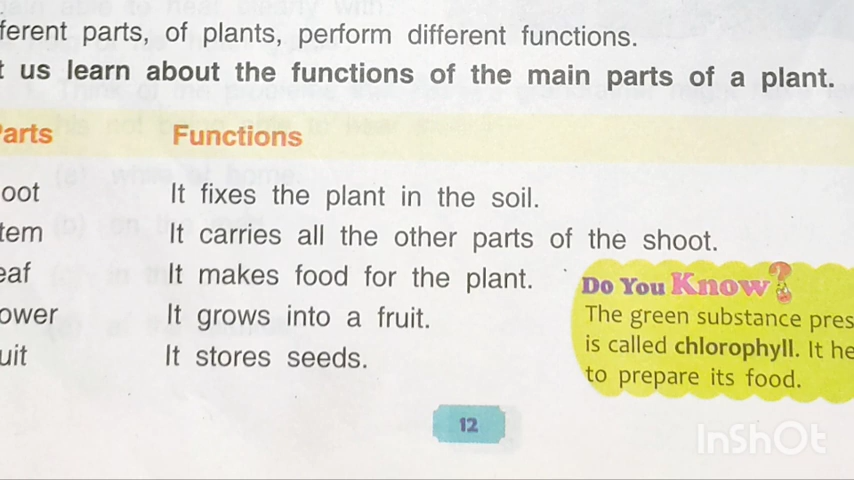 ferent parts, of plants, perform different functions.
t us learn about the functions of the main parts of a plant.
arts Functions
oot It fixes the plant in the soil.
tem It carries all the other parts of the shoot.
eaf It makes food for the plant.
ower It grows into a fruit.
uit It stores seeds.
Do You Know?
The green substance pres
is called chlorophyll. It he
to prepare its food.
12
InShOt